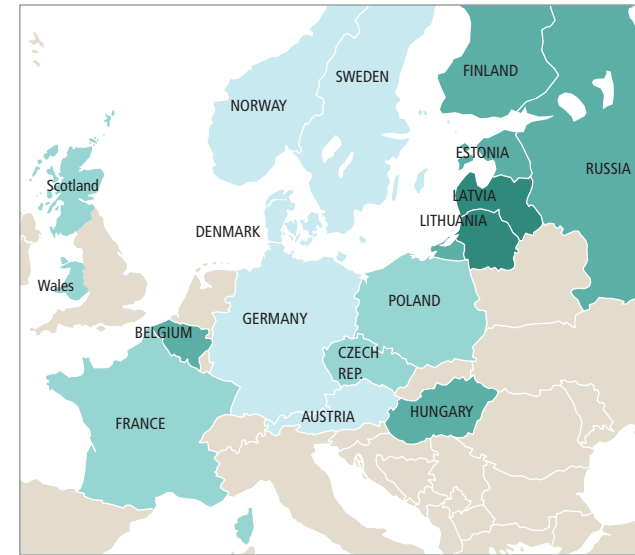 FINLAND
SWEDEN
NORWAY
ESTONIA
RUSSIA
Scotland
LATVIA
LITHUANIA
DENMARK
Wales
POLAND
GERMANY
BELGIUM
CZECH
REP.
HUNGARY
AUSTRIA
FRANCE